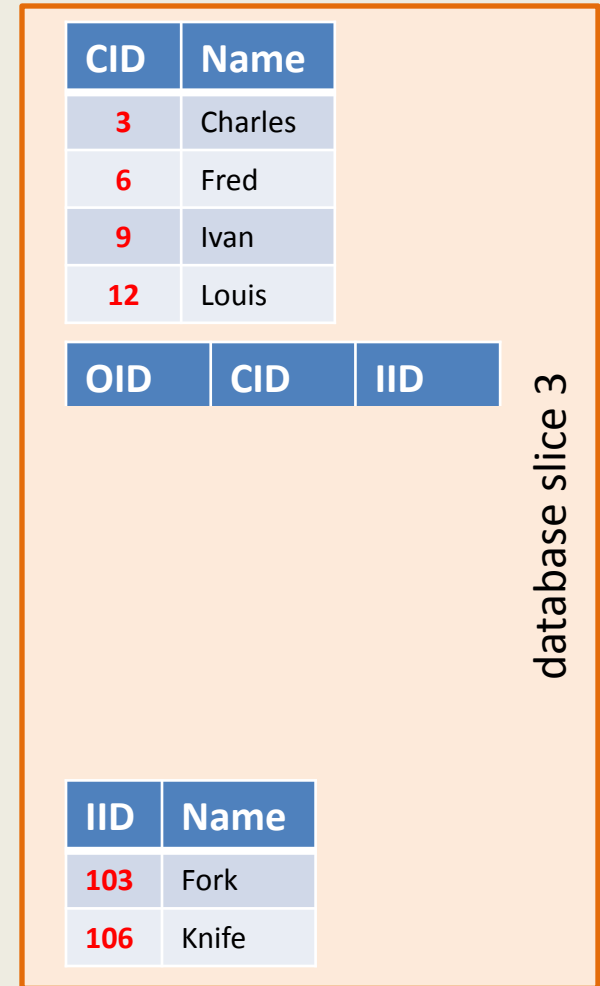 CID Name
3 Charles
6 Fred
9 Ivan
12 Louis
OID CID IID
database slice 3
IID Name
103 Fork
106 Knife